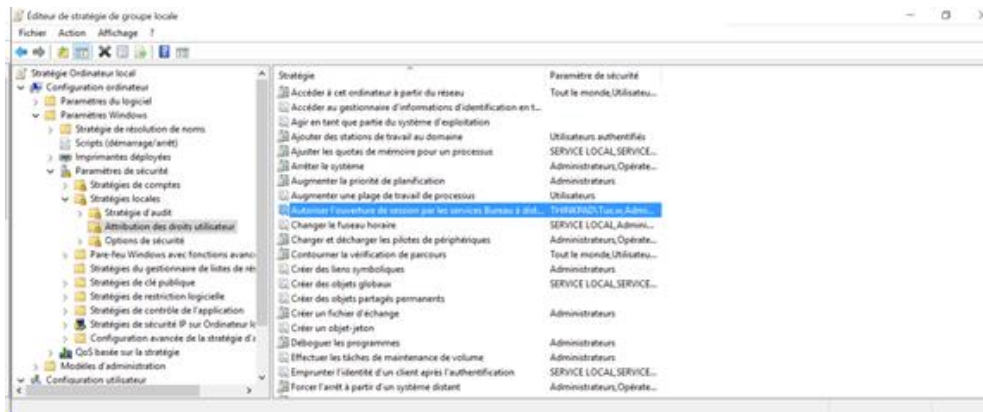 Éditeur de stratégie de groupe locale
Fichier Action Affichage ?
Stratégie Ordinateur local
Configuration ordinateur
Paramètres du logiciel
Paramètres Windows
Stratégie de résolution de noms
Scripts (démarrage/arrêt)
Imprimantes déployées
Paramètres de sécurité
Stratégies de comptes
Stratégies locales
Stratégie d'audit
Attribution des droits utilisateur
Options de sécurité
Pare-feu Windows avec fonctions avanc
Stratégies du gestionnaire de listes de rés
Stratégies de clé publique
Stratégies de restriction logicielle
Stratégies de contrôle de l'application
Stratégies de sécurité IP sur Ordinateur lo
Configuration avancée de la stratégie d'a
QoS basée sur la stratégie
Modèles d'administration
Configuration utilisateur
Stratégie Paramètre de sécurité
Accéder à cet ordinateur à partir du réseau Tout le monde,Utilisateu...
Accéder au gestionnaire d'informations d'identification en t...
Agir en tant que partie du système d'exploitation
Ajouter des stations de travail au domaine Utilisateurs authentifiés
Ajuster les quotas de mémoire pour un processus SERVICE LOCAL,SERVICE...
Arrêter le système Administrateurs,Opérate...
Augmenter la priorité de planification Administrateurs
Augmenter une plage de travail de processus Utilisateurs
Autoriser l'ouverture de session par les services Bureau à dist... Admi...
Changer le fuseau horaire SERVICE LOCAL,Admini...
Charger et décharger les pilotes de périphériques Administrateurs,Opérate...
Contourner la vérification de parcours Tout le monde,Utilisateu...
Créer des liens symboliques Administrateurs
Créer des objets globaux SERVICE LOCAL,SERVICE...
Créer des objets partagés permanents
Créer un fichier d'échange Administrateurs
Créer un objet-jeton
Déboguer les programmes Administrateurs
Effectuer les tâches de maintenance de volume Administrateurs
Emprunter l'identité d'un client après l'authentification SERVICE LOCAL,SERVICE...
Forcer l'arrêt à partir d'un système distant Administrateurs,Opérate...